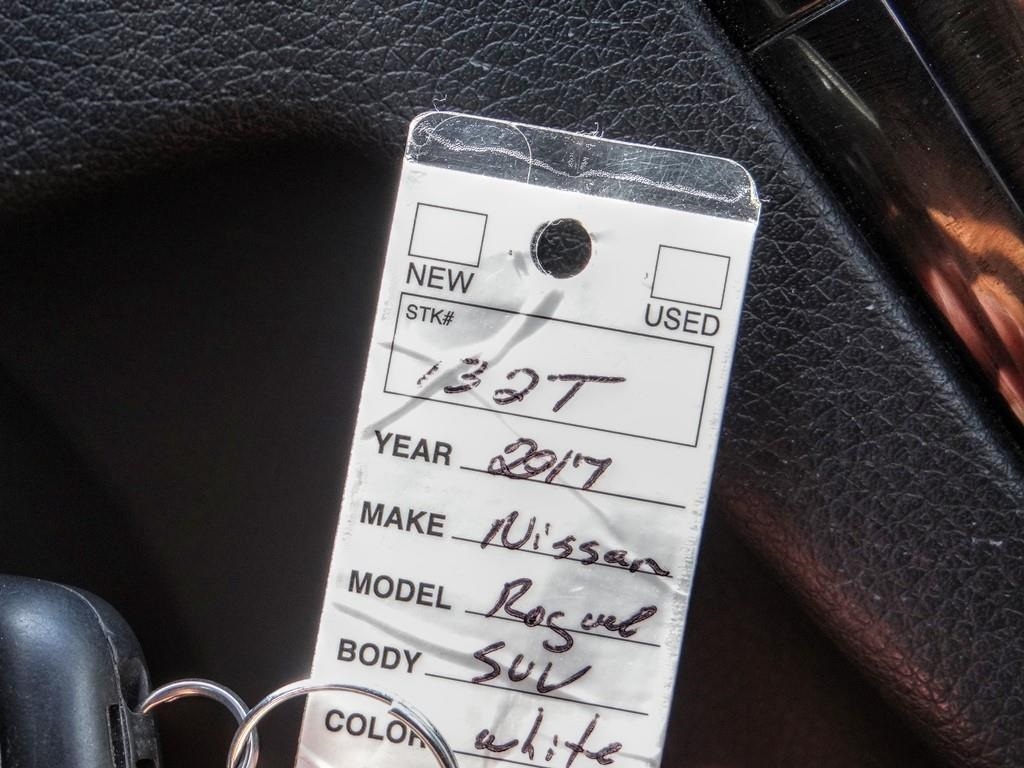 NEW
USED
STK#
132T
YEAR 2017
MAKE Nissan
MODEL Rogue
BODY SUV
COLOR white